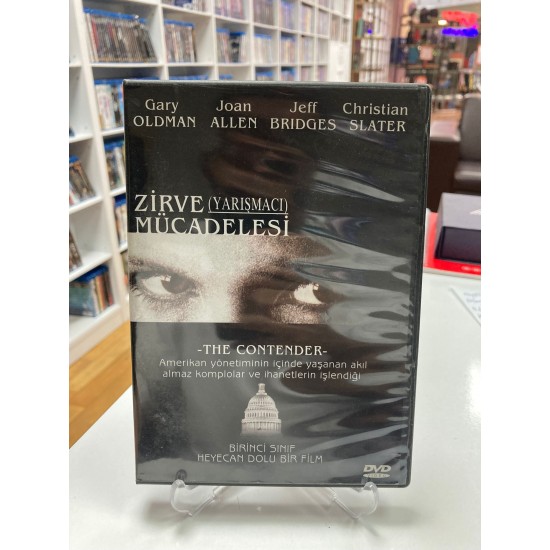 Gary Joan Jeff Christian
OLDMAN ALLEN BRIDGES SLATER
ZİRVE (YARIŞMACI)
MÜCADELESİ
-THE CONTENDER-
Amerikan yönetiminin içinde yaşanan akıl
almaz komplolar ve ihanetlerin işlendiği
BİRİNCİ SINIF
HEYECAN DOLU BİR FİLM
DVD
VIDEO